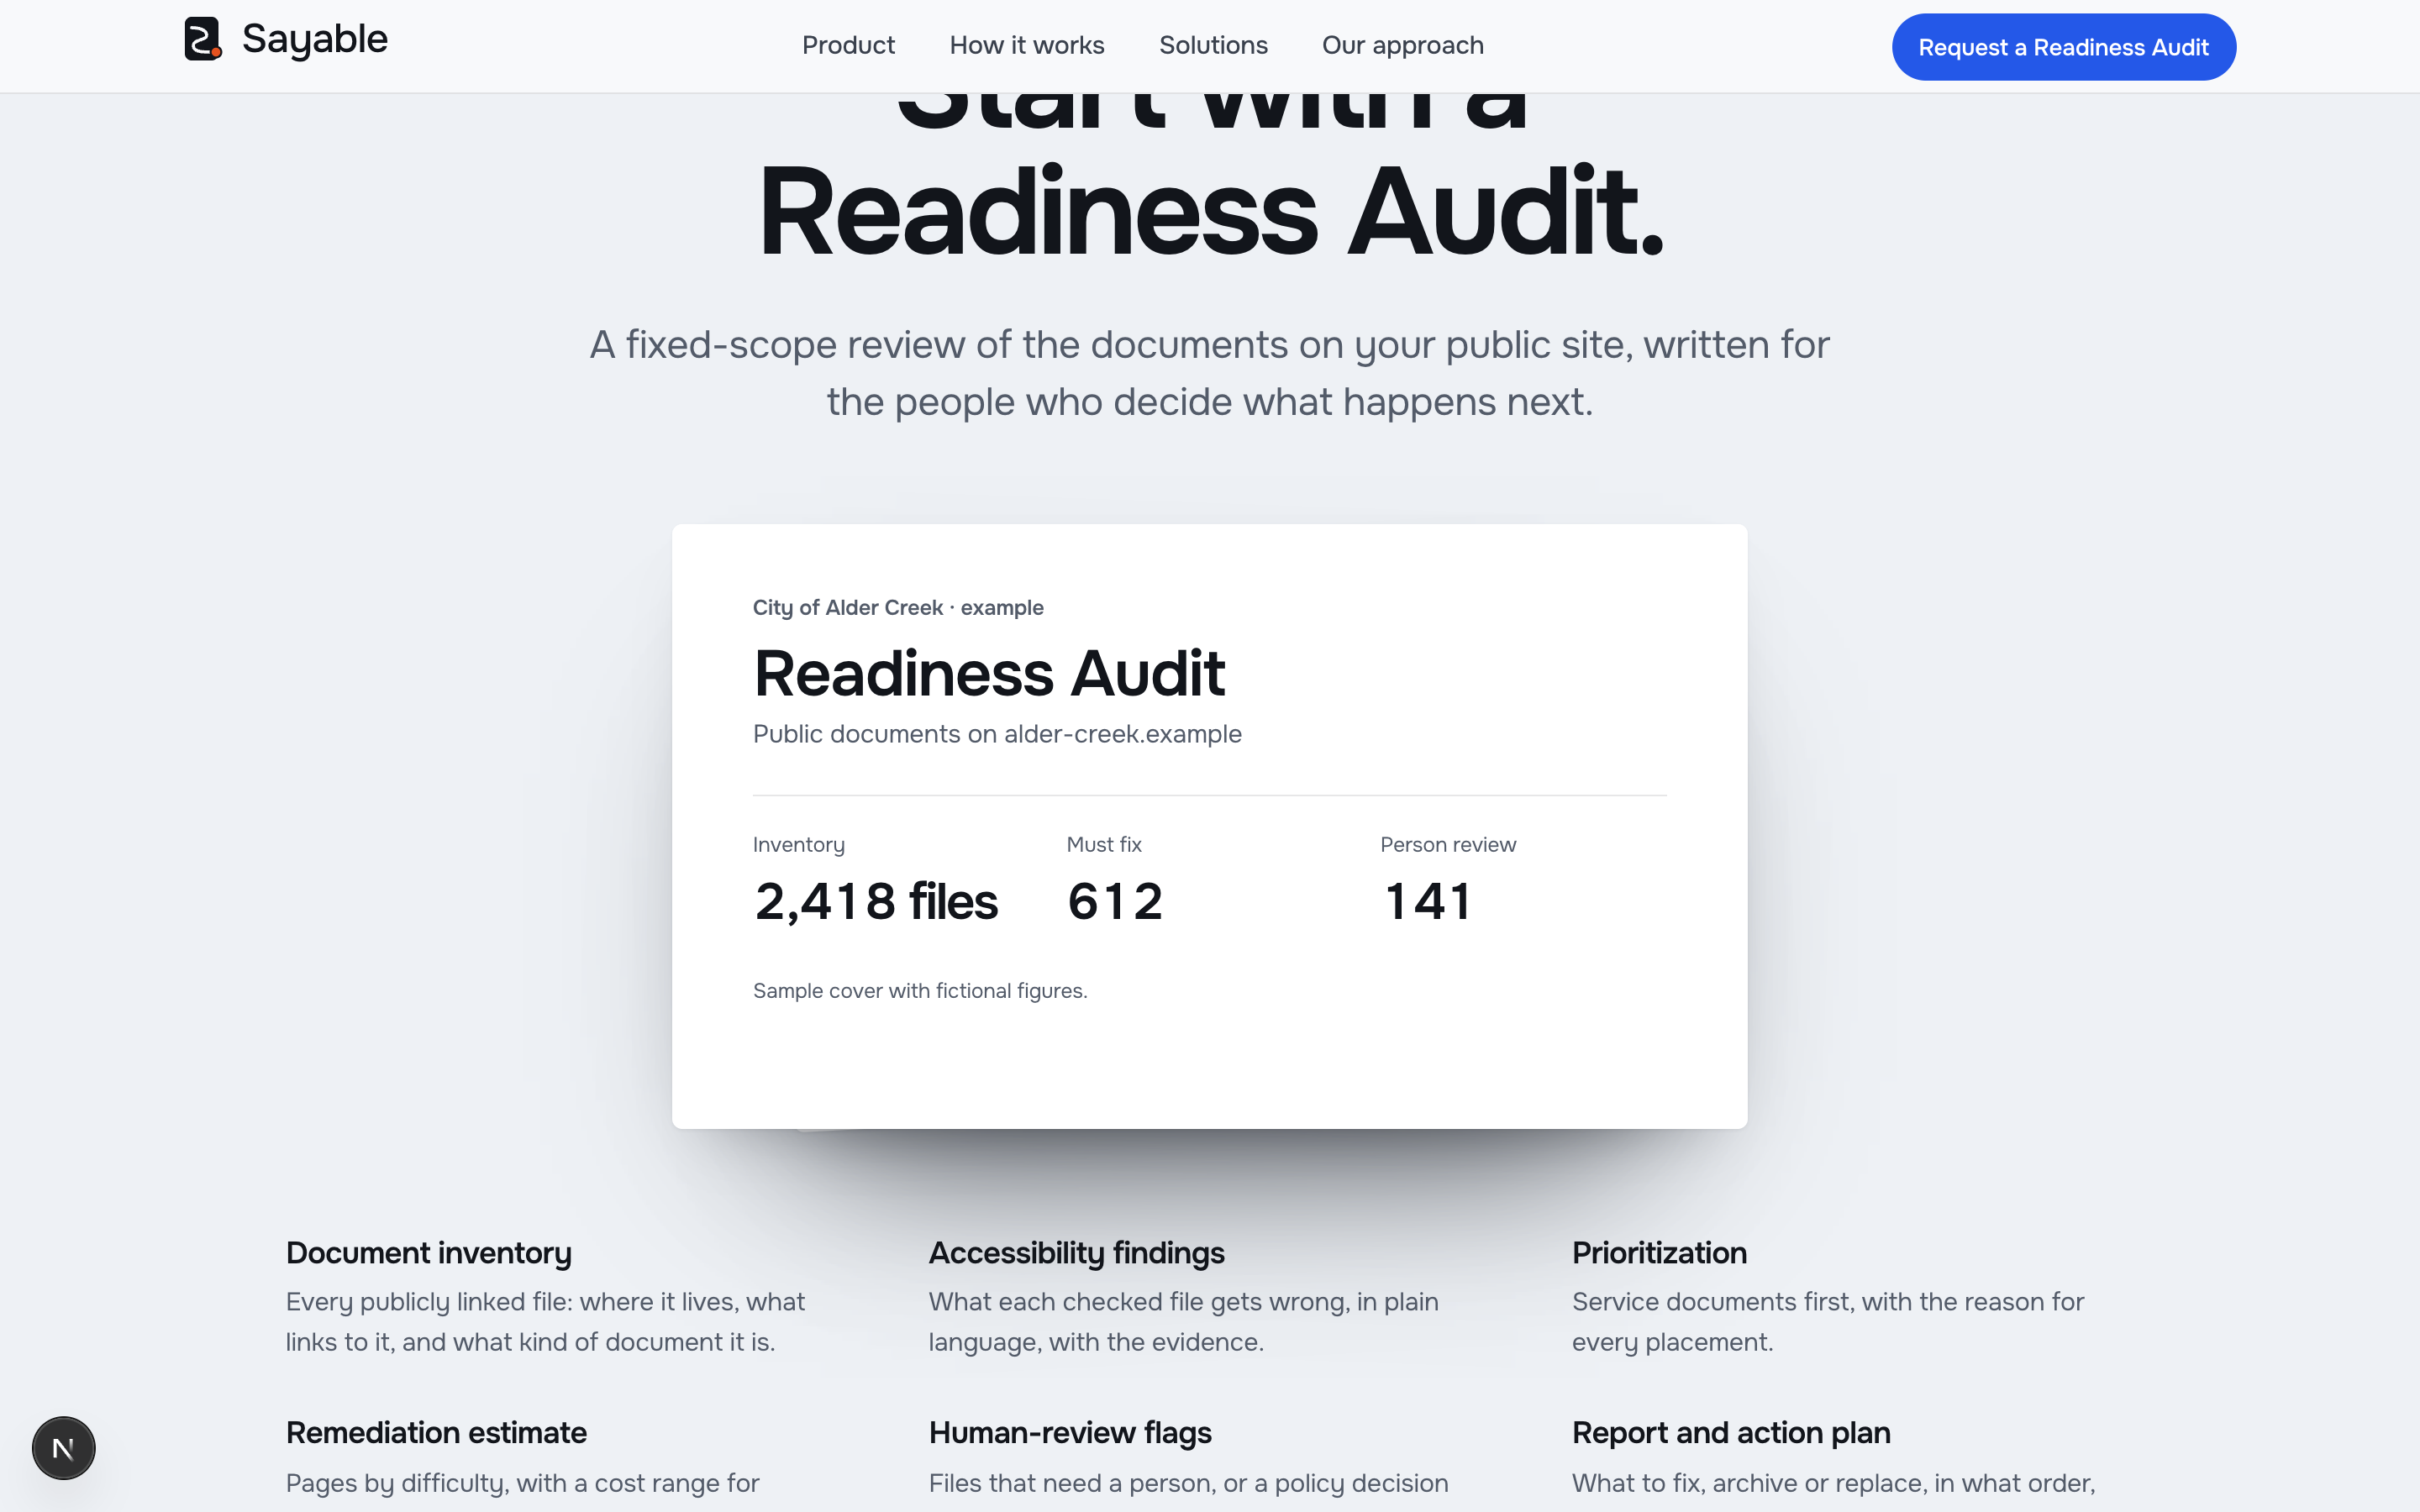 Sayable
Product
How it works
Solutions
Our approach
Request a Readiness Audit
Start with a
Readiness Audit.
A fixed-scope review of the documents on your public site, written for
the people who decide what happens next.
City of Alder Creek · example
Readiness Audit
Public documents on alder-creek.example
Inventory
2,418 files
Must fix
612
Person review
141
Sample cover with fictional figures.
Document inventory
Every publicly linked file: where it lives, what
links to it, and what kind of document it is.
Accessibility findings
What each checked file gets wrong, in plain
language, with the evidence.
Prioritization
Service documents first, with the reason for
every placement.
Remediation estimate
Pages by difficulty, with a cost range for
Human-review flags
Files that need a person, or a policy decision
Report and action plan
What to fix, archive or replace, in what order,
N